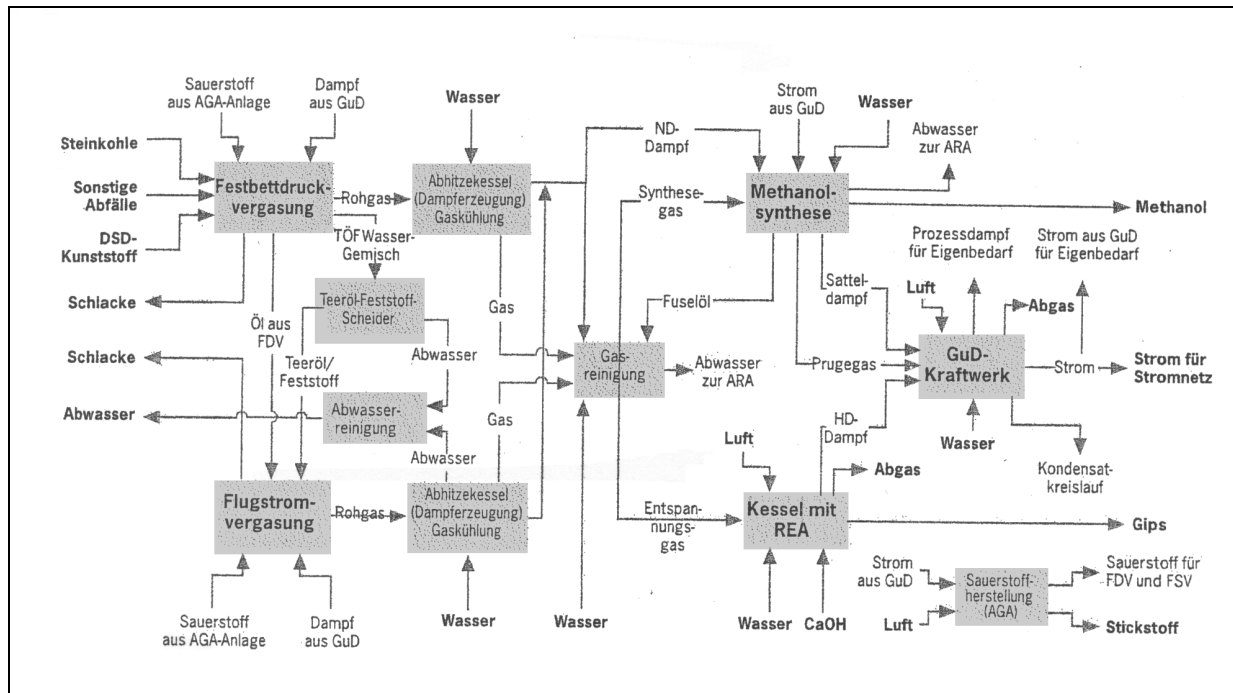 Sauerstoff
aus AGA-Anlage
Dampf
aus GuD
Wasser
Strom
aus GuD
Wasser
Steinkohle
ND-
Dampf
Abwasser
zur ARA
Sonstige
Abfälle
Festbettdruck-
vergasung
Rohgas
Abhitzekessel
(Dampferzeugung)
Gaskühlung
Synthese-
gas
Methanol-
synthese
Methanol
DSD-
Kunststoff
TÖFWasser-
Gemisch
Prozessdampf
für Eigenbedarf
Strom aus GuD
für Eigenbedarf
Schlacke
Öl aus
FDV
Teeröl-Feststoff-
Scheider
Gas
Fuselöl
Sattel-
dampf
Luft
Abgas
Schlacke
Teeröl/
Feststoff
Abwasser
Gas-
reinigung
Abwasser
zur ARA
Prugegas
GuD-
Kraftwerk
Strom
Strom für
Stromnetz
Abwasser
Abwasser-
reinigung
Gas
HD-
Dampf
Wasser
Abwasser
Luft
Abgas
Kondensat-
kreislauf
Flugstrom-
vergasung
Rohgas
Abhitzekessel
(Dampferzeugung)
Gaskühlung
Entspan-
nungs-
gas
Kessel mit
REA
Gips
Sauerstoff
aus AGA-Anlage
Dampf
aus GuD
Wasser
Wasser
Wasser
CaOH
Strom
aus GuD
Luft
Sauerstoff-
herstellung
(AGA)
Sauerstoff für
FDV und FSV
Stickstoff